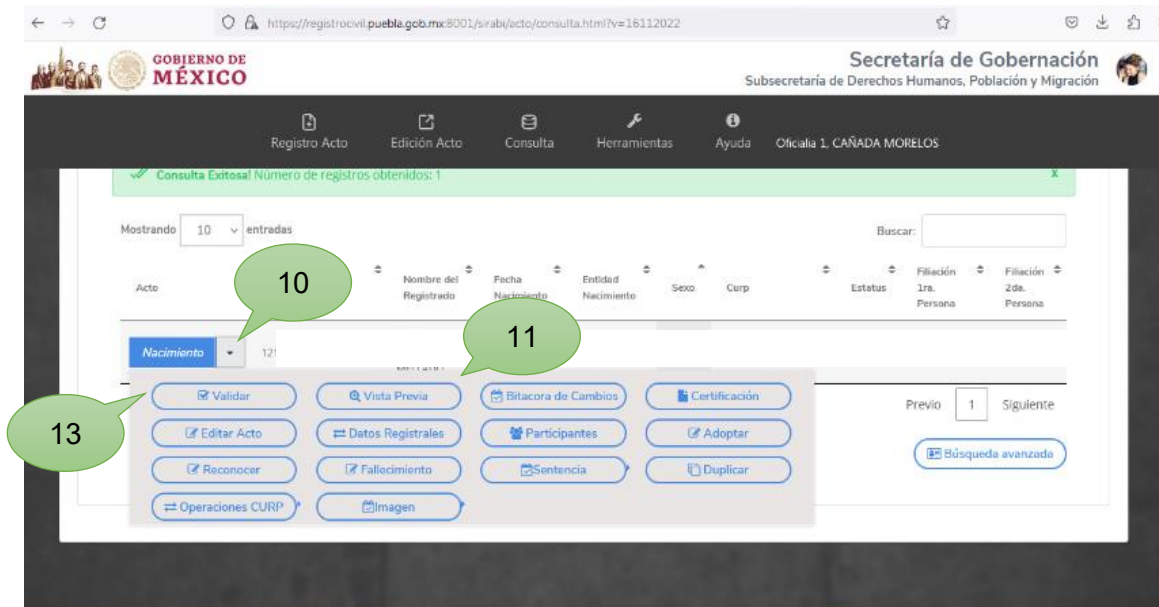 https://registrocivil.puebla.gob.mx:8001/sirabi/acto/consulta.html?v=16112022
GOBIERNO DE
MÉXICO
Secretaría de Gobernación
Subsecretaría de Derechos Humanos, Población y Migración
Registro Acto Edición Acto Consulta Herramientas Ayuda Oficialia 1, CAÑADA MORELOS
Consulta Exitosa! Número de registros obtenidos: 1 x
Mostrando 10 entradas Buscar:
Acto Nombre del Registrado Fecha Nacimiento Entidad Nacimiento Sexo Curp Estatus Filiación 1ra. Persona Filiación 2da. Persona
10
11
Nacimiento 121
13
Validar Vista Previa Bitacora de Cambios Certificación
Editar Acto Datos Registrales Participantes Adoptar
Reconocer Fallecimiento Sentencia Duplicar
Operaciones CURP Imagen
Previo 1 Siguiente
Búsqueda avanzada